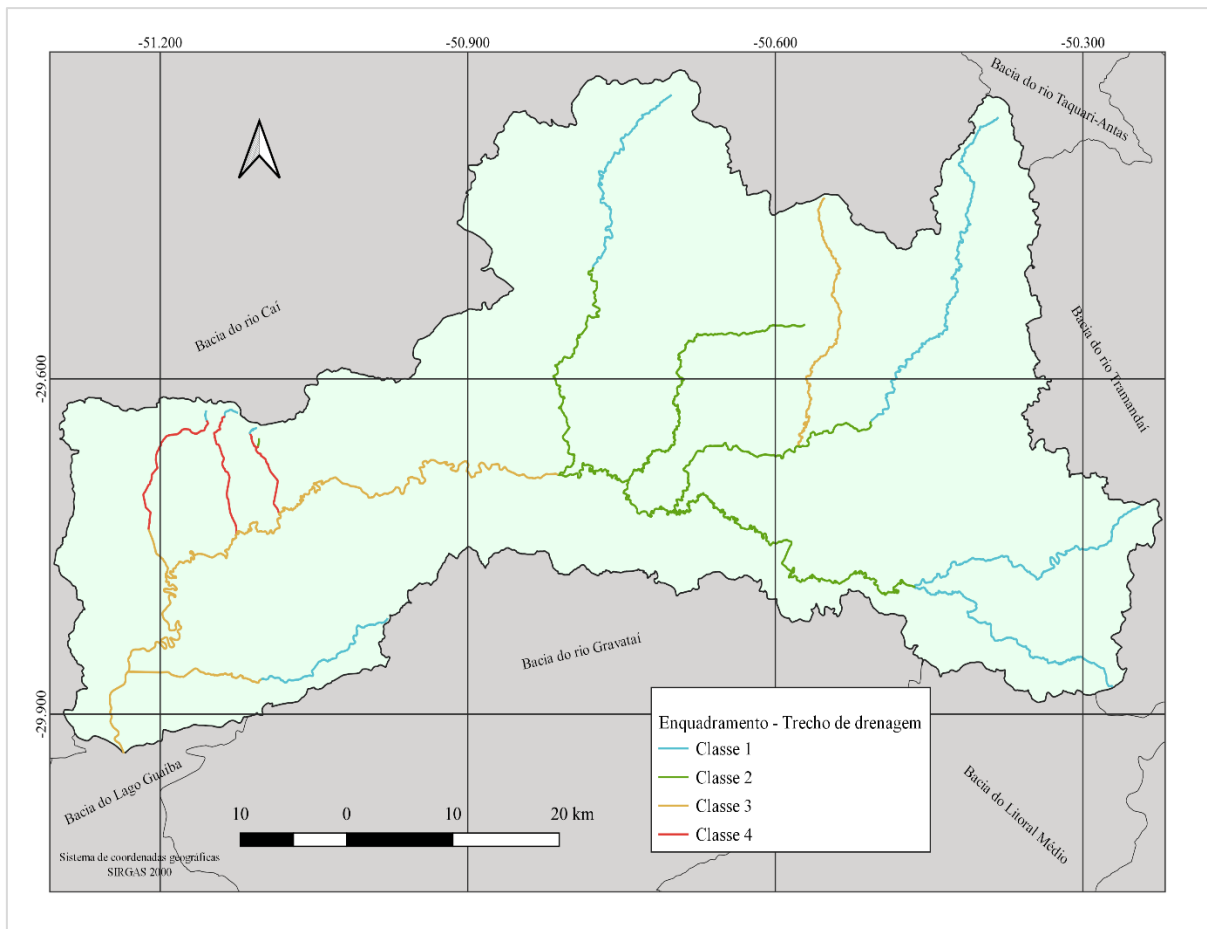 -51.200
-50.900
-50.600
-50.300
Bacia do rio Taquari-Antas
Bacia do rio Caí
Bacia do rio Tramandaí
-29.600
Bacia do rio Gravataí
-29.900
Enquadramento - Trecho de drenagem
Classe 1
Classe 2
Classe 3
Classe 4
Bacia do Lago Guaíba
Bacia do Litoral Médio
10 0 10 20 km
Sistema de coordenadas geográficas
SIRGAS 2000